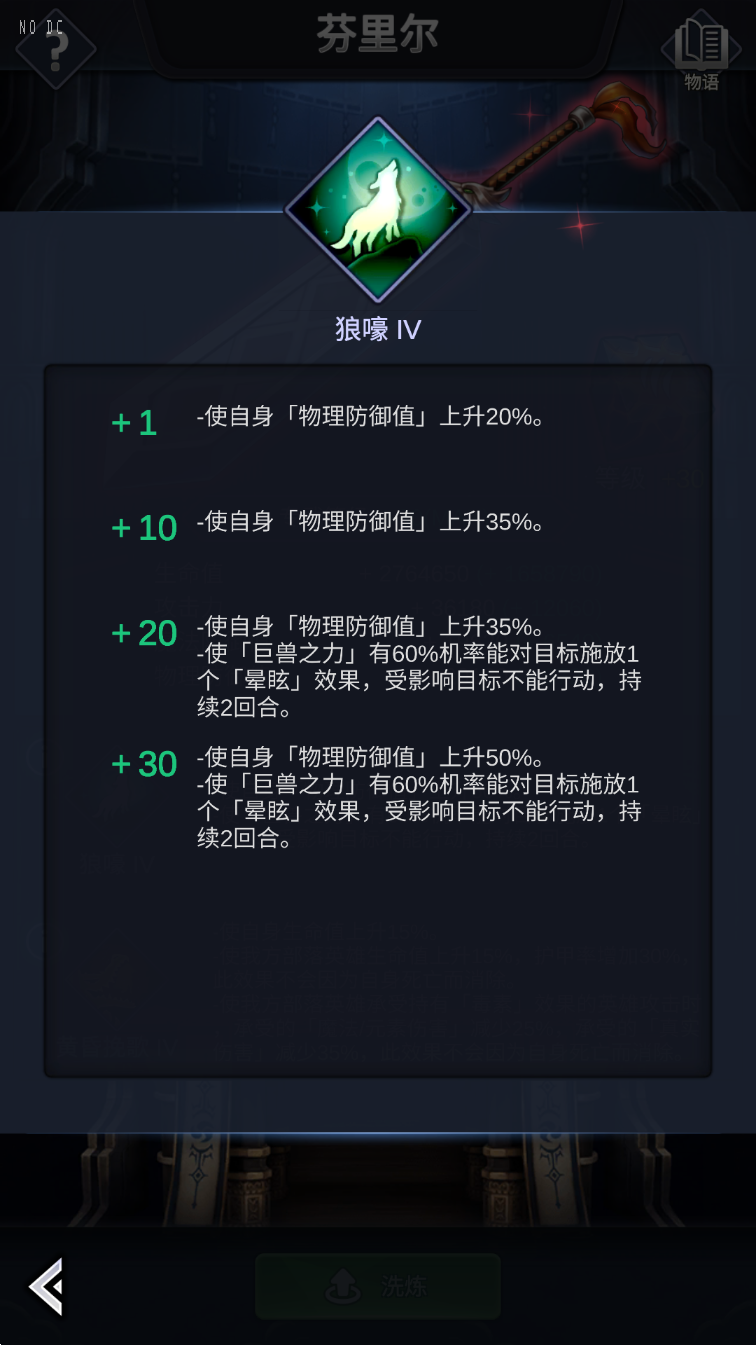 NO DC
芬里尔
物语
狼嚎 IV
+1
-使自身「物理防御值」上升20%。
+10
-使自身「物理防御值」上升35%。
+20
-使自身「物理防御值」上升35%。
-使「巨兽之力」有60%机率能对目标施放1
个「晕眩」效果，受影响目标不能行动，持
续2回合。
+30
-使自身「物理防御值」上升50%。
-使「巨兽之力」有60%机率能对目标施放1
个「晕眩」效果，受影响目标不能行动，持
续2回合。
洗炼